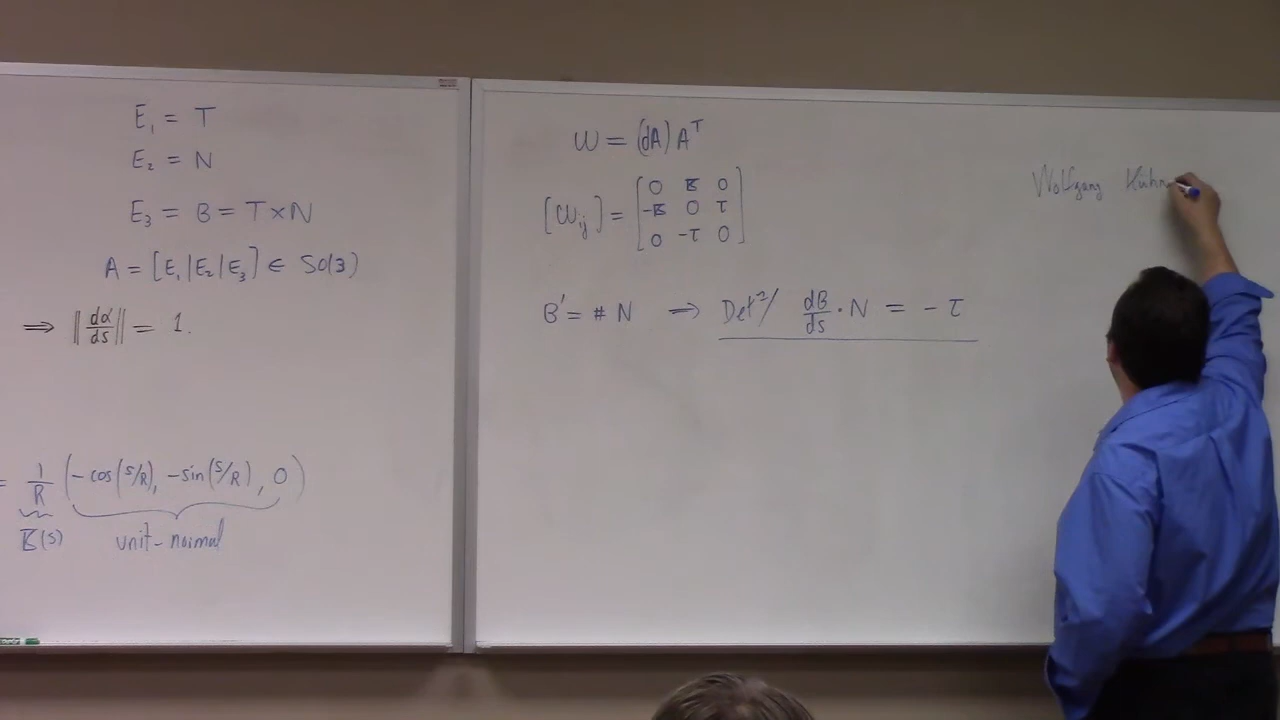 E₁ = T
E₂ = N
E₃ = B = T × N
A = [E₁|E₂|E₃] ∈ SO(3)
⟹ ‖dα/ds‖ = 1.
= 1/R (-cos(s/R), -sin(s/R), 0)
κ(s) unit-normal
ω = (dA) Aᵀ
[ωᵢⱼ] = [0 κ 0
-κ 0 τ
0 -τ 0]
B' = # N ⟹ Defⁿ/ dB/ds · N = - τ
Wolfgang Kühn